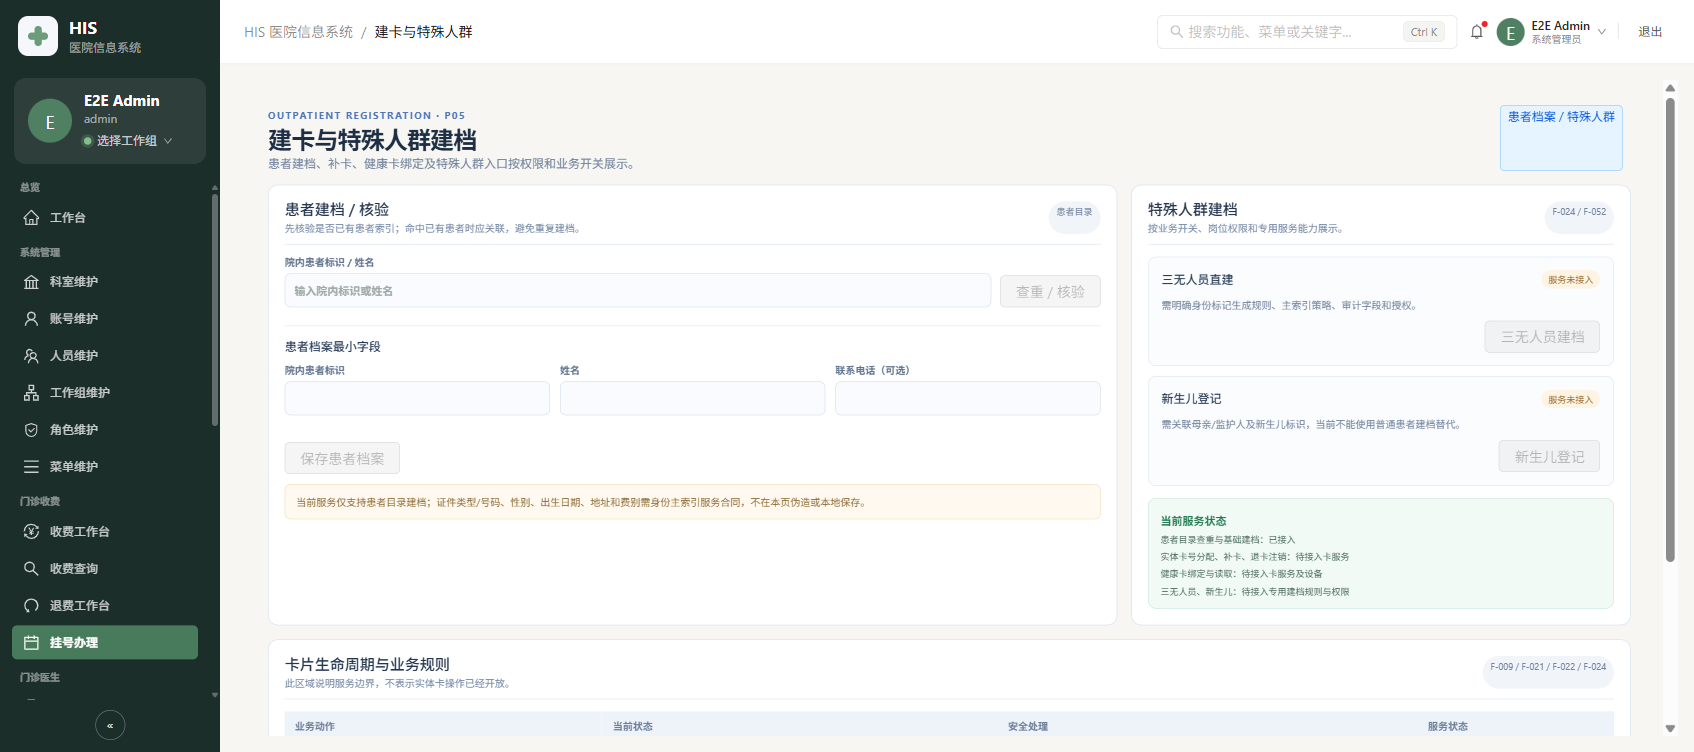 HIS
医院信息系统
E
E2E Admin
admin
选择工作组
总览
工作台
系统管理
科室维护
账号维护
人员维护
工作组维护
角色维护
菜单维护
门诊收费
收费工作台
收费查询
退费工作台
挂号办理
门诊医生
«
HIS 医院信息系统 / 建卡与特殊人群
搜索功能、菜单或关键字...
Ctrl K
E
E2E Admin
系统管理员
退出
OUTPATIENT REGISTRATION · P05
建卡与特殊人群建档
患者建档、补卡、健康卡绑定及特殊人群入口按权限和业务开关展示。
患者档案 / 特殊人群
患者建档 / 核验
先核验是否已有患者索引；命中已有患者时应关联，避免重复建档。
患者目录
院内患者标识 / 姓名
输入院内标识或姓名
查重 / 核验
患者档案最小字段
院内患者标识
姓名
联系电话（可选）
保存患者档案
当前服务仅支持患者目录建档；证件类型/号码、性别、出生日期、地址和费别需身份主索引服务合同，不在本页伪造或本地保存。
特殊人群建档
按业务开关、岗位权限和专用服务能力展示。
F-024 / F-052
三无人员直建
服务未接入
需明确身份标记生成规则、主索引策略、审计字段和授权。
三无人员建档
新生儿登记
服务未接入
需关联母亲/监护人及新生儿标识，当前不能使用普通患者建档替代。
新生儿登记
当前服务状态
患者目录查重与基础建档：已接入
实体卡号分配、补卡、退卡注销：待接入卡服务
健康卡绑定与读取：待接入卡服务及设备
三无人员、新生儿：待接入专用建档规则与权限
卡片生命周期与业务规则
此区域说明服务边界，不表示实体卡操作已经开放。
F-009 / F-021 / F-022 / F-024
业务动作
当前状态
安全处理
服务状态